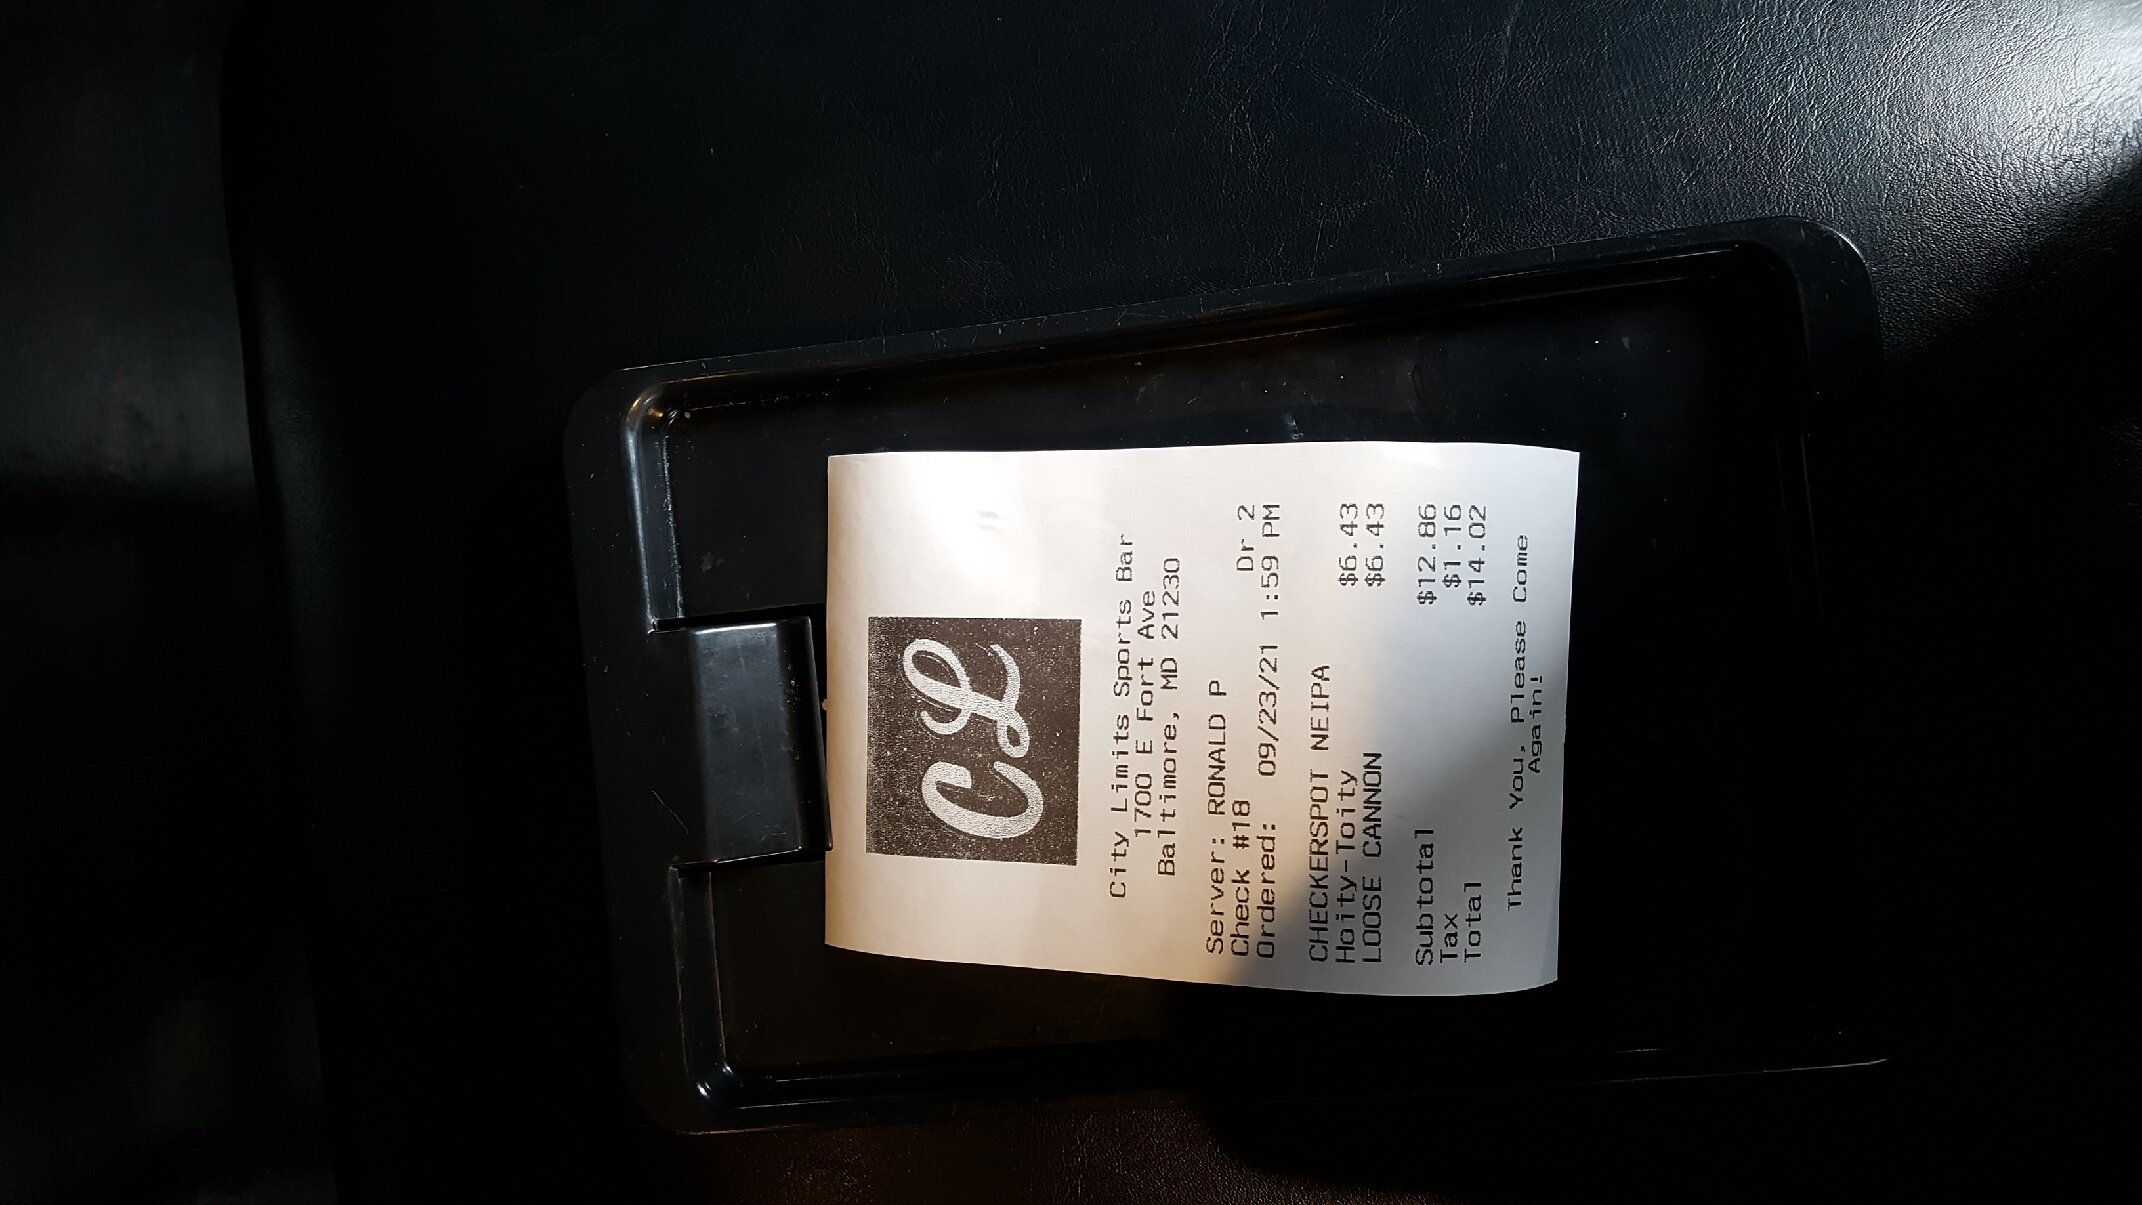 CL
City Limits Sports Bar
1700 E Fort Ave
Baltimore, MD 21230
Server: RONALD P
Check #18 Dr 2
Ordered: 09/23/21 1:59 PM
CHECKERSPOT NEIPA
Hoity-Toity $6.43
LOOSE CANNON $6.43
Subtotal $12.86
Tax $1.16
Total $14.02
Thank You, Please Come
Again!